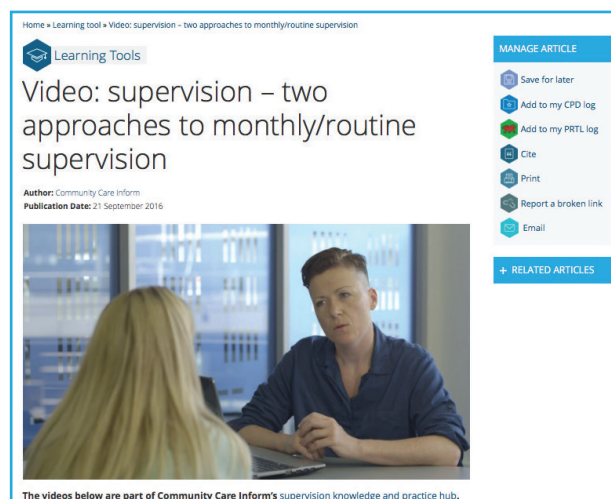 Home » Learning tool » Video: supervision – two approaches to monthly/routine supervision
Learning Tools
Video: supervision – two
approaches to monthly/routine
supervision
Author: Community Care Inform
Publication Date: 21 September 2016
The videos below are part of Community Care Inform's supervision knowledge and practice hub.
MANAGE ARTICLE
Save for later
Add to my CPD log
Add to my PRTL log
Cite
Print
Report a broken link
Email
+ RELATED ARTICLES